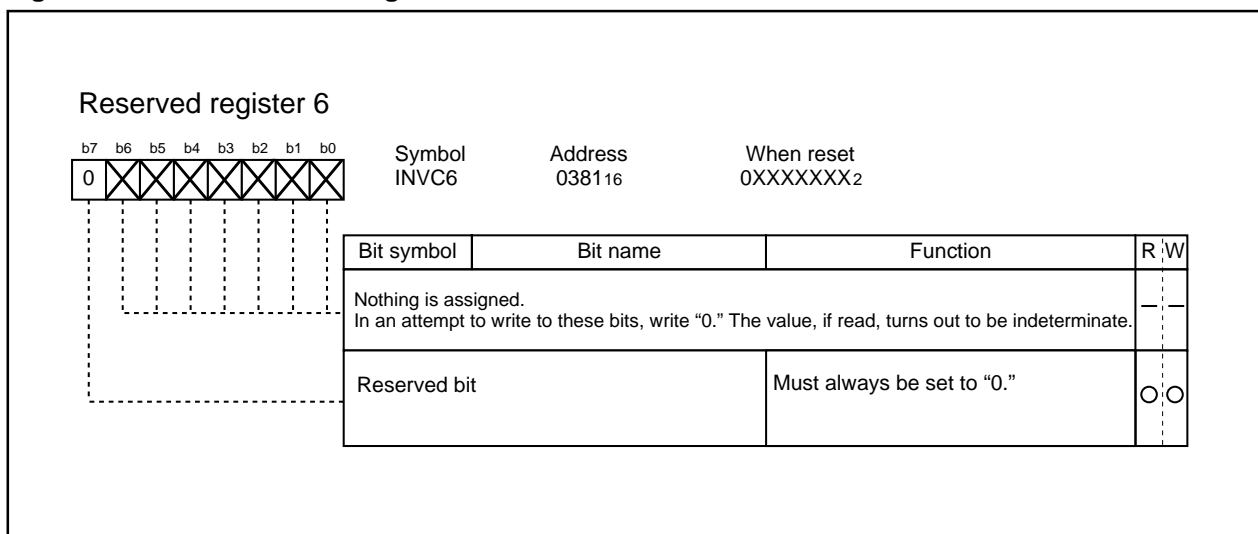 Reserved register 6
b7 b6 b5 b4 b3 b2 b1 b0
Symbol Address When reset
0 INVC6 038116 0XXXXXXX2
Bit symbol Bit name Function R W
Nothing is assigned.
In an attempt to write to these bits, write “0.” The value, if read, turns out to be indeterminate. – –
Reserved bit Must always be set to “0.”